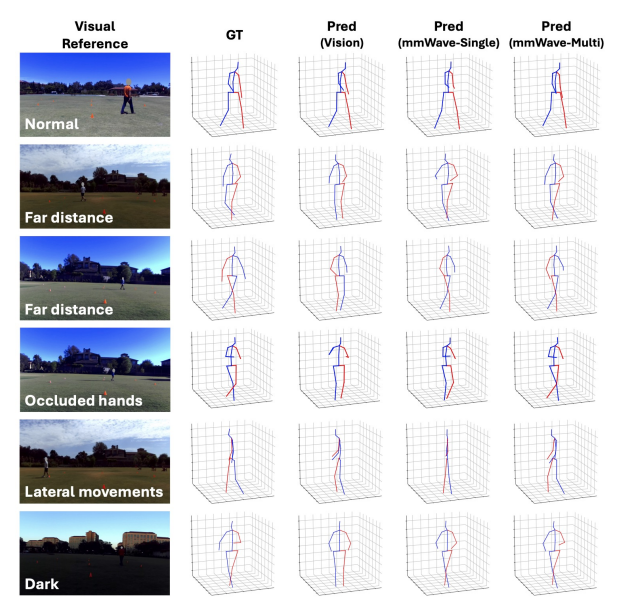 Visual
Reference
GT
Pred
(Vision)
Pred
(mmWave-Single)
Pred
(mmWave-Multi)
Normal
Far distance
Far distance
Occluded hands
Lateral movements
Dark